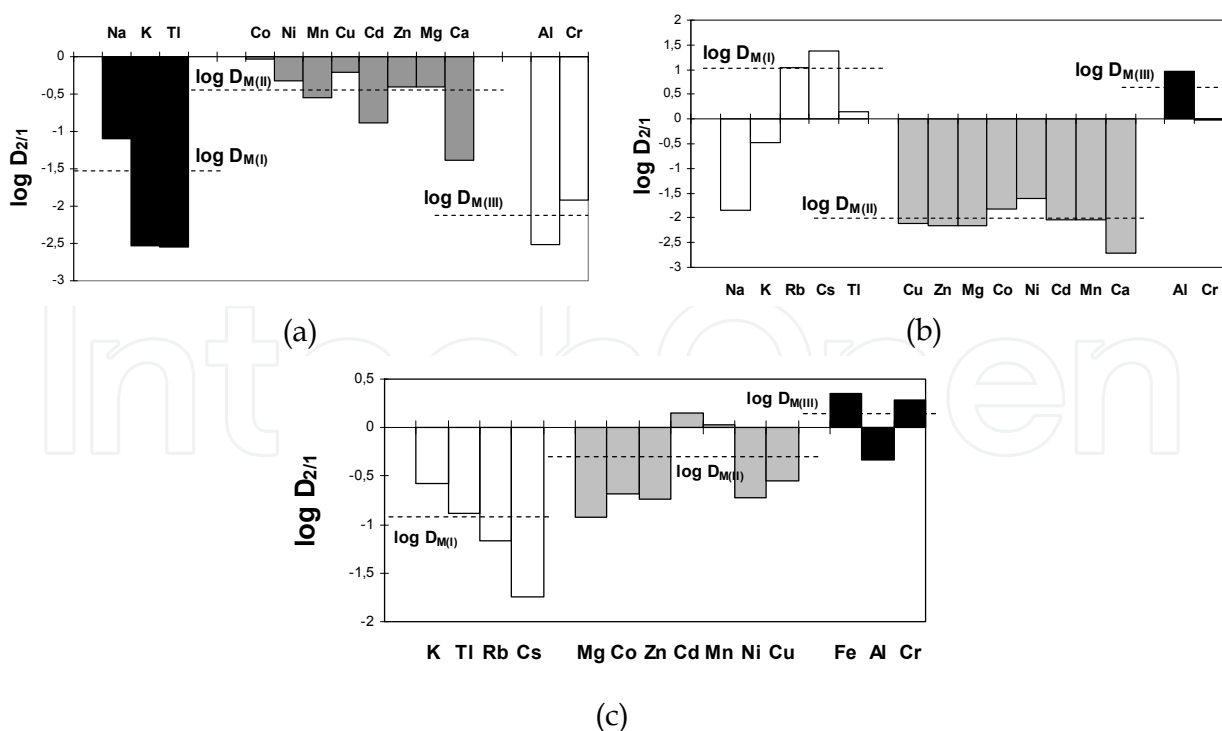 Na K Tl Co Ni Mn Cu Cd Zn Mg Ca Al Cr
0
-0,5
-1
-1,5
-2
-2,5
-3
log D2/1
log DM(II)
log DM(I)
log DM(III)
(a)
2
1,5
1
0,5
0
-0,5
-1
-1,5
-2
-2,5
-3
log D2/1
log DM(I)
log DM(III)
log DM(II)
Na K Rb Cs Tl Cu Zn Mg Co Ni Cd Mn Ca Al Cr
(b)
IntechOpen
0,5
0
-0,5
-1
-1,5
-2
log D2/1
log DM(III)
log DM(II)
log DM(I)
K Tl Rb Cs Mg Co Zn Cd Mn Ni Cu Fe Al Cr
(c)